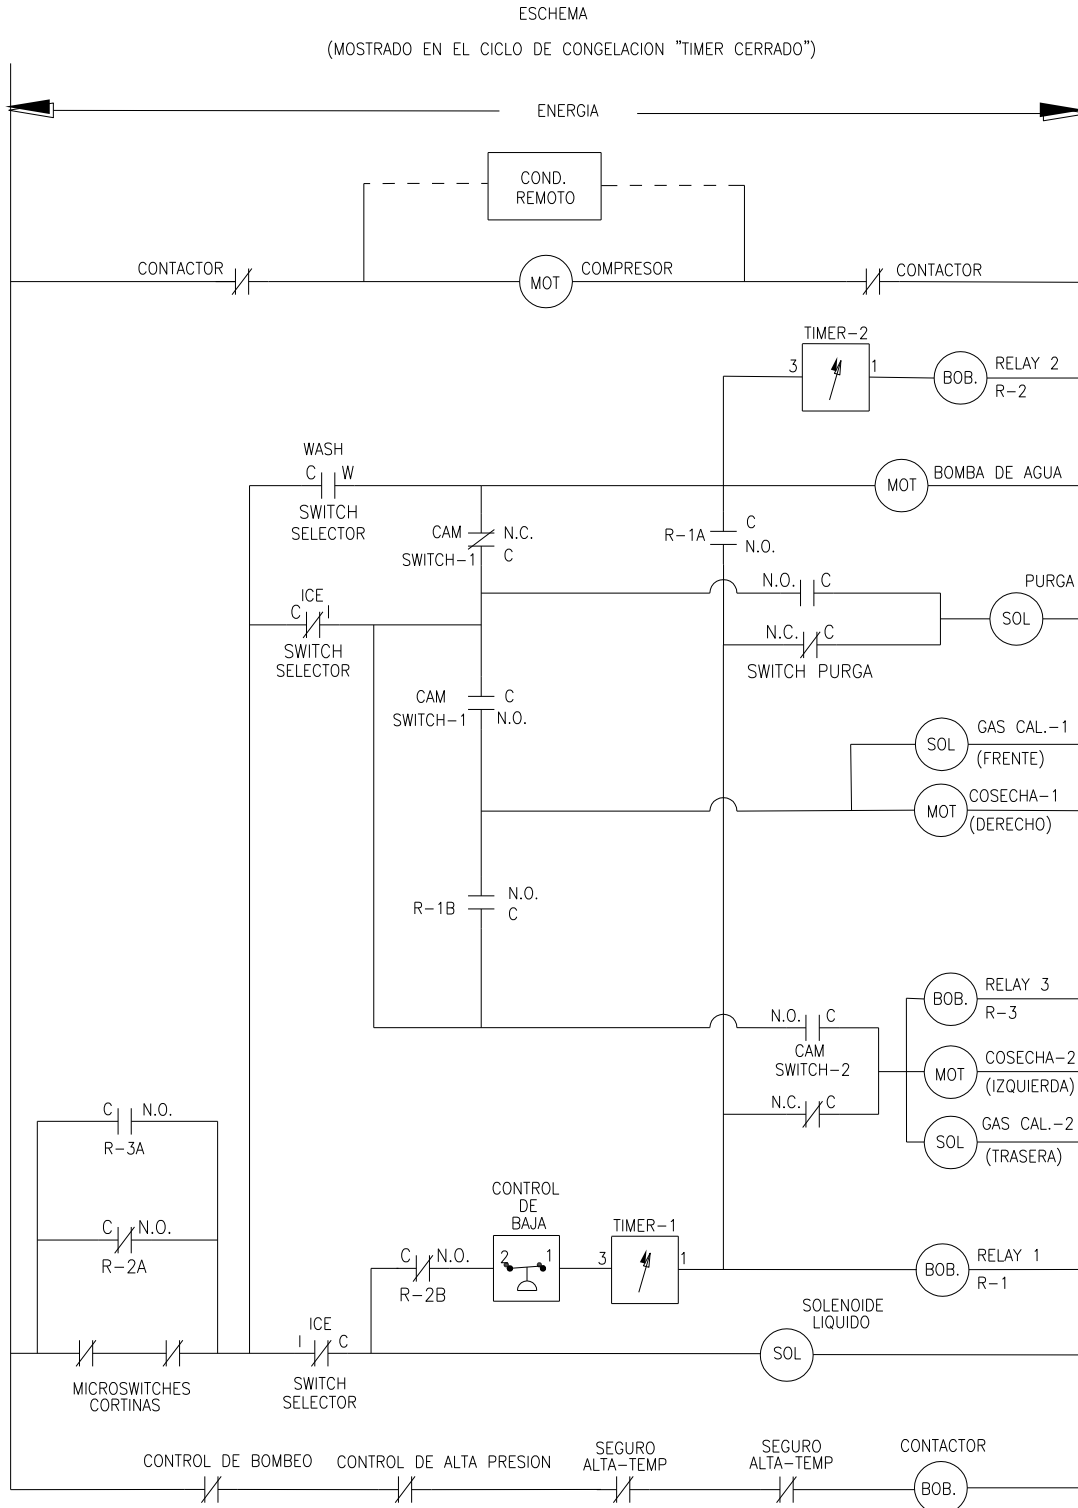 ESCHEMA
(MOSTRADO EN EL CICLO DE CONGELACION "TIMER CERRADO")
ENERGIA
COND.
REMOTO
CONTACTOR
MOT
COMPRESOR
CONTACTOR
TIMER-2
3
1
BOB.
RELAY 2
R-2
WASH
C W
SWITCH
SELECTOR
MOT
BOMBA DE AGUA
CAM
SWITCH-1
N.C.
C
R-1A
C
N.O.
ICE
C I
SWITCH
SELECTOR
N.O. C
N.C. C
SWITCH PURGA
PURGA
SOL
CAM
SWITCH-1
C
N.O.
SOL
GAS CAL.-1
(FRENTE)
MOT
COSECHA-1
(DERECHO)
R-1B
N.O.
C
N.O. C
CAM
SWITCH-2
N.C. C
BOB.
RELAY 3
R-3
MOT
COSECHA-2
(IZQUIERDA)
SOL
GAS CAL.-2
(TRASERA)
C N.O.
R-3A
C N.O.
R-2A
MICROSWITCHES
CORTINAS
ICE
I C
SWITCH
SELECTOR
C N.O.
R-2B
CONTROL
DE
BAJA
2 1
TIMER-1
3
1
BOB.
RELAY 1
R-1
SOLENOIDE
LIQUIDO
SOL
CONTROL DE BOMBEO
CONTROL DE ALTA PRESION
SEGURO
ALTA-TEMP
SEGURO
ALTA-TEMP
CONTACTOR
BOB.